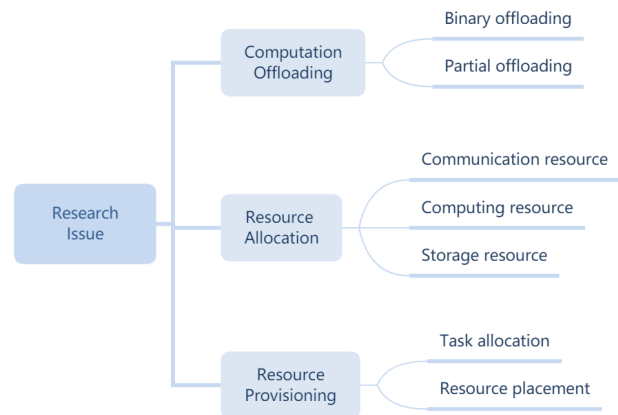 Research
Issue
Computation
Offloading
Binary offloading
Partial offloading
Resource
Allocation
Communication resource
Computing resource
Storage resource
Resource
Provisioning
Task allocation
Resource placement